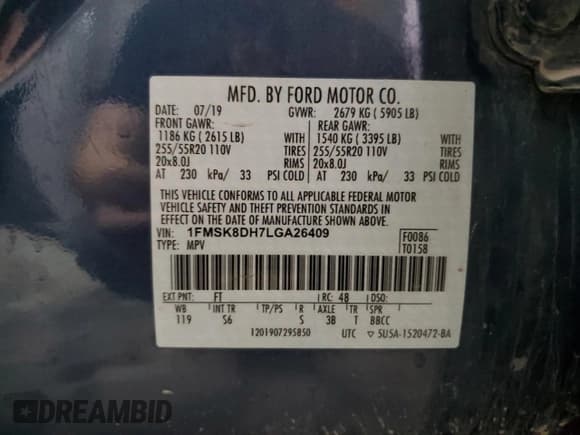 MFD. BY FORD MOTOR CO.
DATE: 07/19 GVWR: 2679 KG ( 5905 LB)
FRONT GAWR: REAR GAWR:
1186 KG ( 2615 LB) WITH 1540 KG ( 3395 LB) WITH
255/55R20 110V TIRES 255/55R20 110V TIRES
20x8.0J RIMS 20x8.0J RIMS
AT 230 kPa/ 33 PSI COLD AT 230 kPa/ 33 PSI COLD
THIS VEHICLE CONFORMS TO ALL APPLICABLE FEDERAL MOTOR
VEHICLE SAFETY AND THEFT PREVENTION STANDARDS IN
EFFECT ON THE DATE OF MANUFACTURE SHOWN ABOVE.
VIN: 1FMSK8DH7LGA26409 F0086
TYPE: MPV T0158
EXT PNT: FT RC: 48 DSO:
WB INT TR TP/PS R AXLE TR SPR
119 S6 S 3B T BBCC
1201907295850 UTC ▽ 5U5A-1520472-BA
DREAMBID